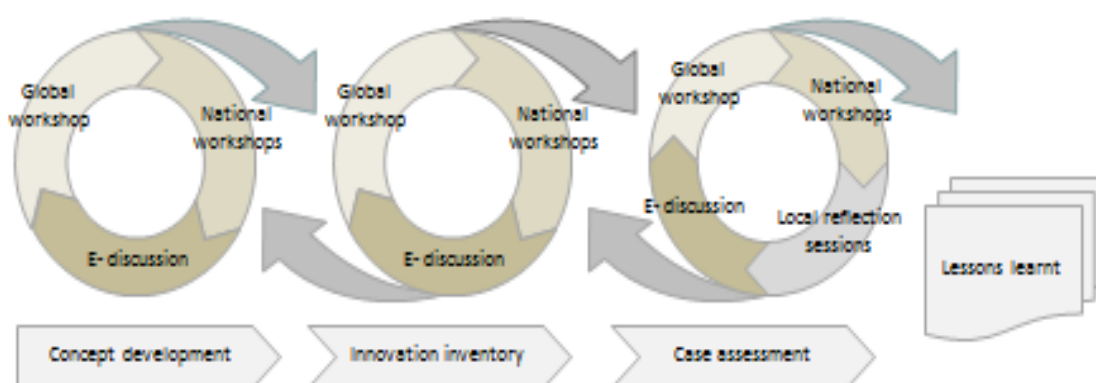 Global
workshop
National
workshops
E- discussion
Global
workshop
National
workshops
E- discussion
Global
workshop
National
workshops
E- discussion
Local reflection
sessions
Lessons learnt
Concept development
Innovation inventory
Case assessment